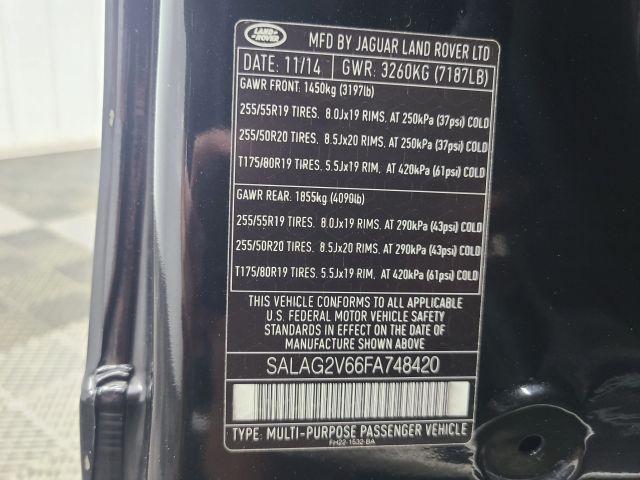 LAND
ROVER
MFD BY JAGUAR LAND ROVER LTD
DATE: 11/14 GWR: 3260KG (7187LB)
GAWR FRONT: 1450kg (3197lb)
255/55R19 TIRES. 8.0Jx19 RIMS. AT 250kPa (37psi) COLD
255/50R20 TIRES. 8.5Jx20 RIMS. AT 250kPa (37psi) COLD
T175/80R19 TIRES. 5.5Jx19 RIM, AT 420kPa (61psi) COLD
GAWR REAR: 1855kg (4090lb)
255/55R19 TIRES. 8.0Jx19 RIMS. AT 290kPa (43psi) COLD
255/50R20 TIRES. 8.5Jx20 RIMS. AT 290kPa (43psi) COLD
T175/80R19 TIRES. 5.5Jx19 RIM, AT 420kPa (61psi) COLD
THIS VEHICLE CONFORMS TO ALL APPLICABLE
U.S. FEDERAL MOTOR VEHICLE SAFETY
STANDARDS IN EFFECT ON THE DATE OF
MANUFACTURE SHOWN ABOVE
SALAG2V66FA748420
TYPE: MULTI-PURPOSE PASSENGER VEHICLE
FH22-1532-BA